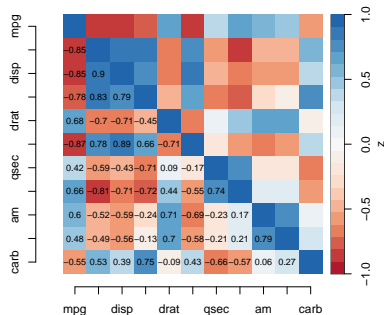 mpg
1.0
−0.85
disp
−0.85 0.9
0.5
−0.78 0.83 0.79
drat
0.68 −0.7 −0.71 −0.45
−0.87 0.78 0.89 0.66 −0.71
0.0
z
qsec
0.42 −0.59 −0.43 −0.71 0.09 −0.17
0.66 −0.81 −0.71 −0.72 0.44 −0.55 0.74
am
0.6 −0.52 −0.59 −0.24 0.71 −0.69 −0.23 0.17
−0.5
0.48 −0.49 −0.56 −0.13 0.7 −0.58 −0.21 0.21 0.79
carb
−0.55 0.53 0.39 0.75 −0.09 0.43 −0.66 −0.57 0.06 0.27
−1.0
mpg disp drat qsec am carb